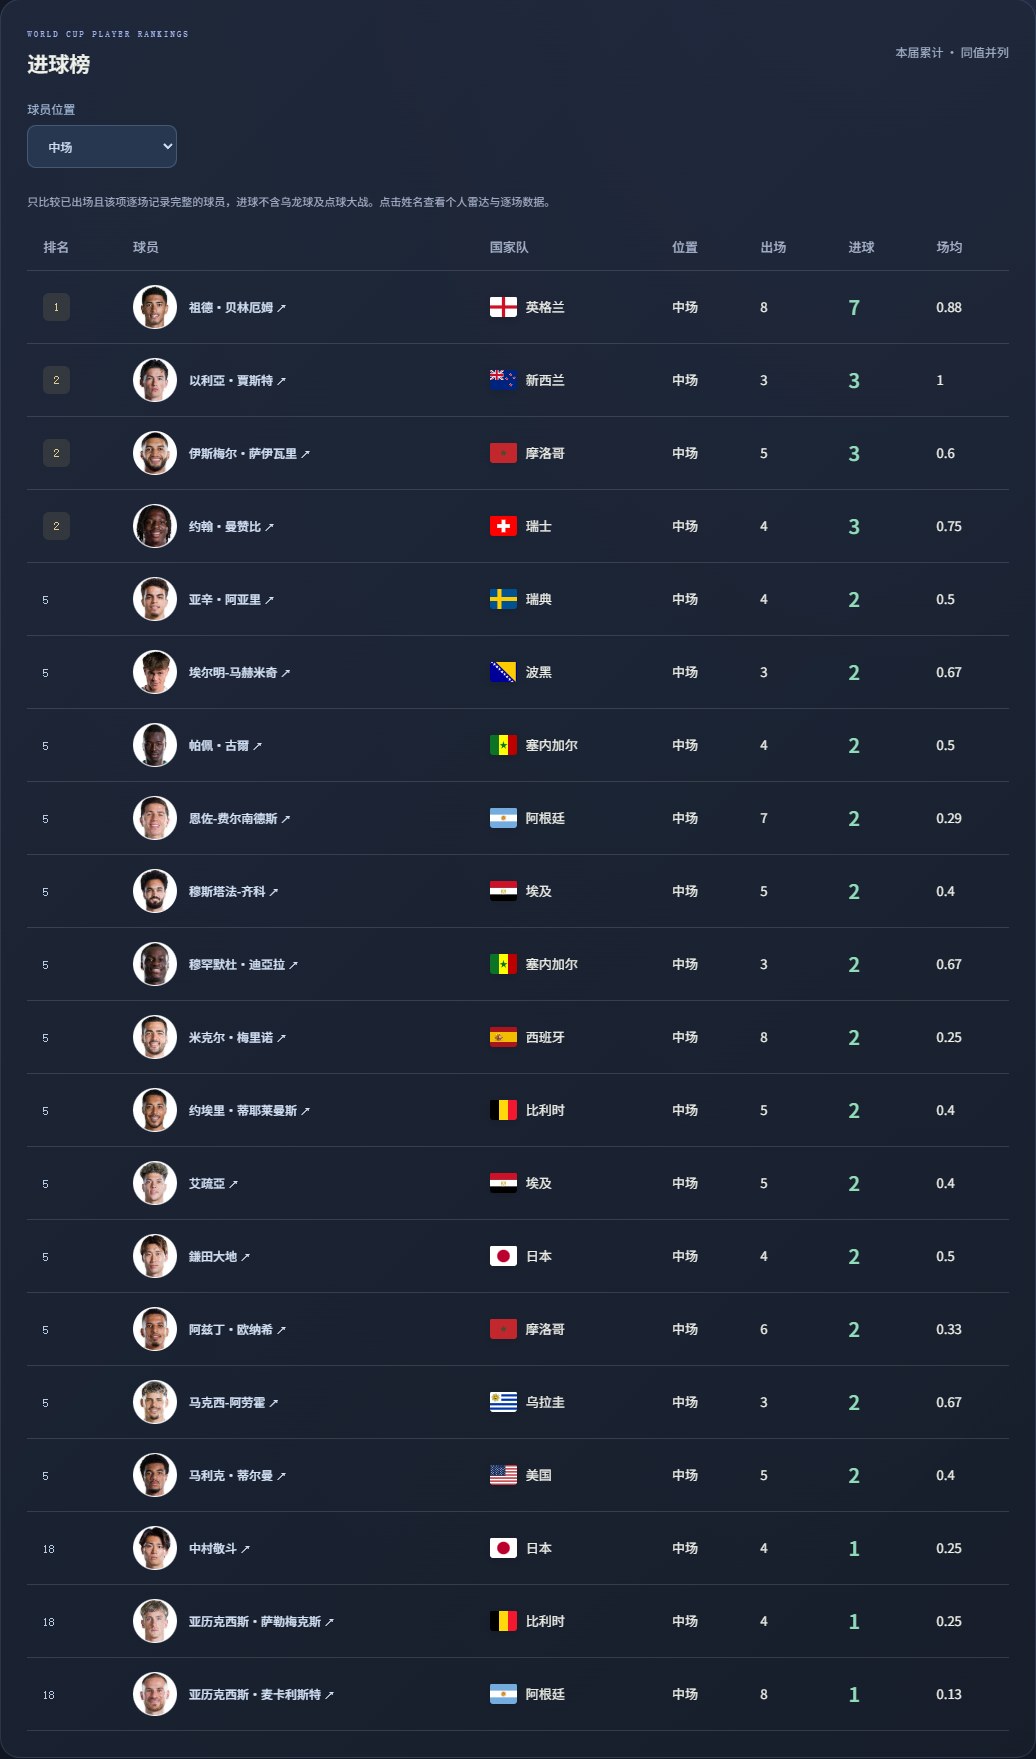 WORLD CUP PLAYER RANKINGS
进球榜
本届累计 · 同值并列
球员位置
中场
只比较已出场且该项逐场记录完整的球员，进球不含乌龙球及点球大战。点击姓名查看个人雷达与逐场数据。
排名 球员 国家队 位置 出场 进球 场均
1 祖德·贝林厄姆 ↗ 英格兰 中场 8 7 0.88
2 以利亞·賈斯特 ↗ 新西兰 中场 3 3 1
2 伊斯梅尔·萨伊瓦里 ↗ 摩洛哥 中场 5 3 0.6
2 约翰·曼赞比 ↗ 瑞士 中场 4 3 0.75
5 亚辛·阿亚里 ↗ 瑞典 中场 4 2 0.5
5 埃尔明-马赫米奇 ↗ 波黑 中场 3 2 0.67
5 帕佩·古爾 ↗ 塞内加尔 中场 4 2 0.5
5 恩佐-费尔南德斯 ↗ 阿根廷 中场 7 2 0.29
5 穆斯塔法-齐科 ↗ 埃及 中场 5 2 0.4
5 穆罕默杜·迪亞拉 ↗ 塞内加尔 中场 3 2 0.67
5 米克尔·梅里诺 ↗ 西班牙 中场 8 2 0.25
5 约埃里·蒂耶莱曼斯 ↗ 比利时 中场 5 2 0.4
5 艾疏亞 ↗ 埃及 中场 5 2 0.4
5 鎌田大地 ↗ 日本 中场 4 2 0.5
5 阿兹丁·欧纳希 ↗ 摩洛哥 中场 6 2 0.33
5 马克西-阿劳霍 ↗ 乌拉圭 中场 3 2 0.67
5 马利克·蒂尔曼 ↗ 美国 中场 5 2 0.4
18 中村敬斗 ↗ 日本 中场 4 1 0.25
18 亚历克西斯·萨勒梅克斯 ↗ 比利时 中场 4 1 0.25
18 亚历克西斯·麦卡利斯特 ↗ 阿根廷 中场 8 1 0.13